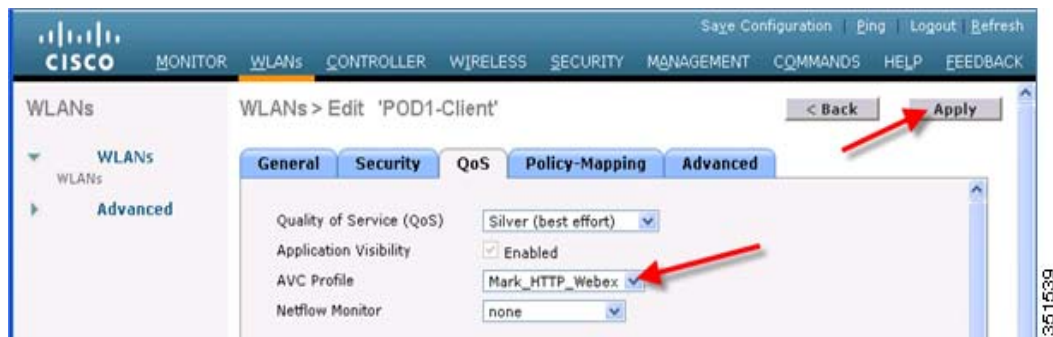 Save Configuration | Ping | Logout | Refresh
CISCO MONITOR WLANs CONTROLLER WIRELESS SECURITY MANAGEMENT COMMANDS HELP FEEDBACK
WLANs
WLANs > Edit 'POD1-Client'
< Back
Apply
WLANs
WLANs
Advanced
General Security QoS Policy-Mapping Advanced
Quality of Service (QoS) Silver (best effort)
Application Visibility Enabled
AVC Profile Mark_HTTP_Webex
Netflow Monitor none
351539